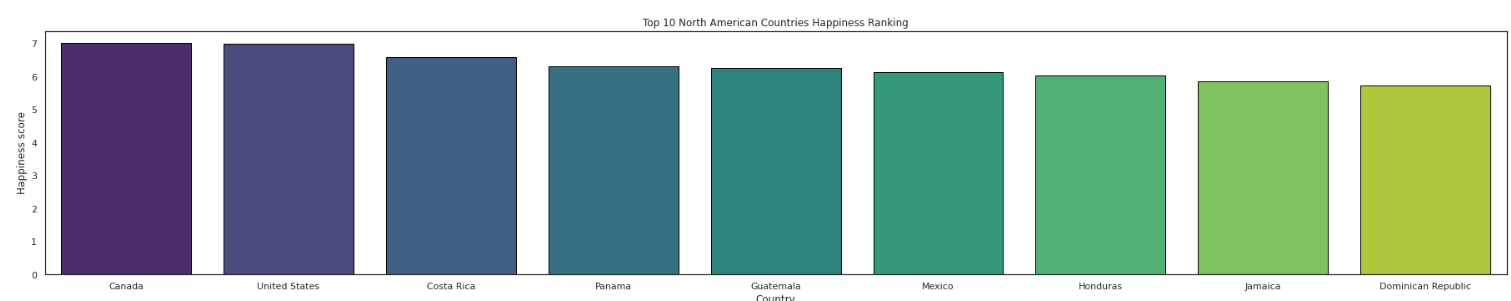 Top 10 North American Countries Happiness Ranking
7
6
5
4
3
2
1
0
Happiness score
Canada United States Costa Rica Panama Guatemala Mexico Honduras Jamaica Dominican Republic
Country